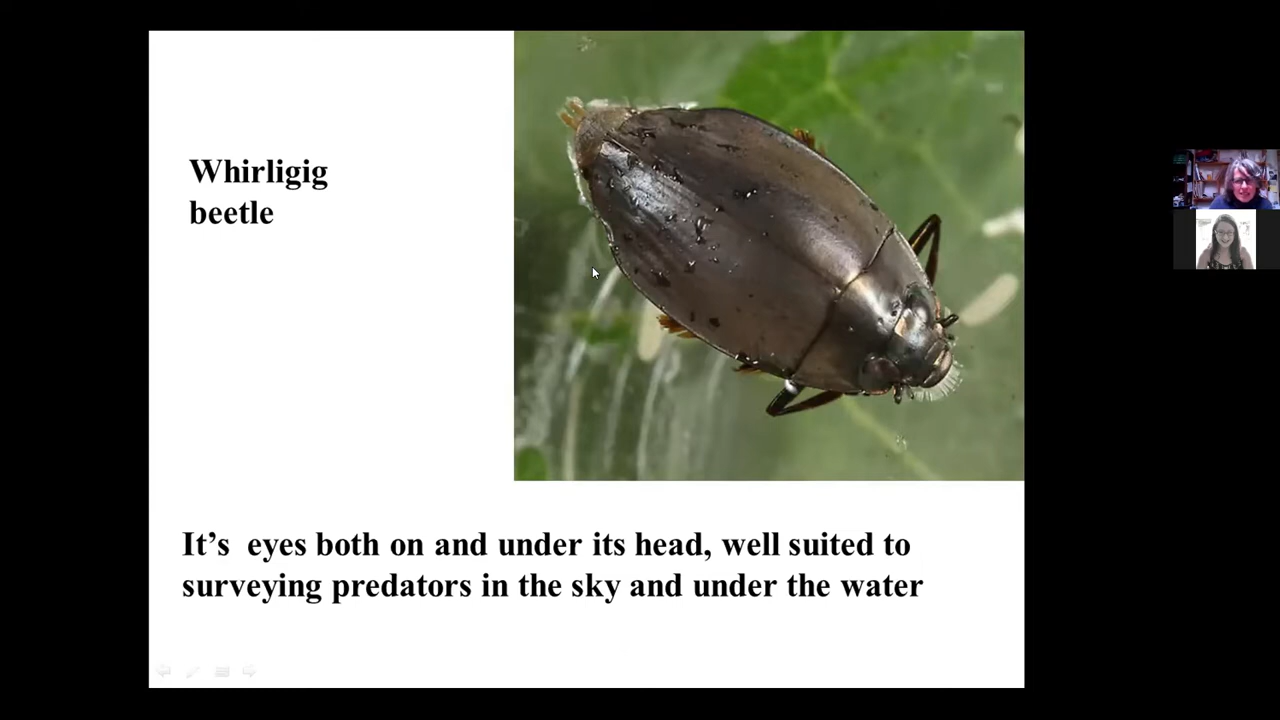 Whirligig
beetle
It’s eyes both on and under its head, well suited to
surveying predators in the sky and under the water